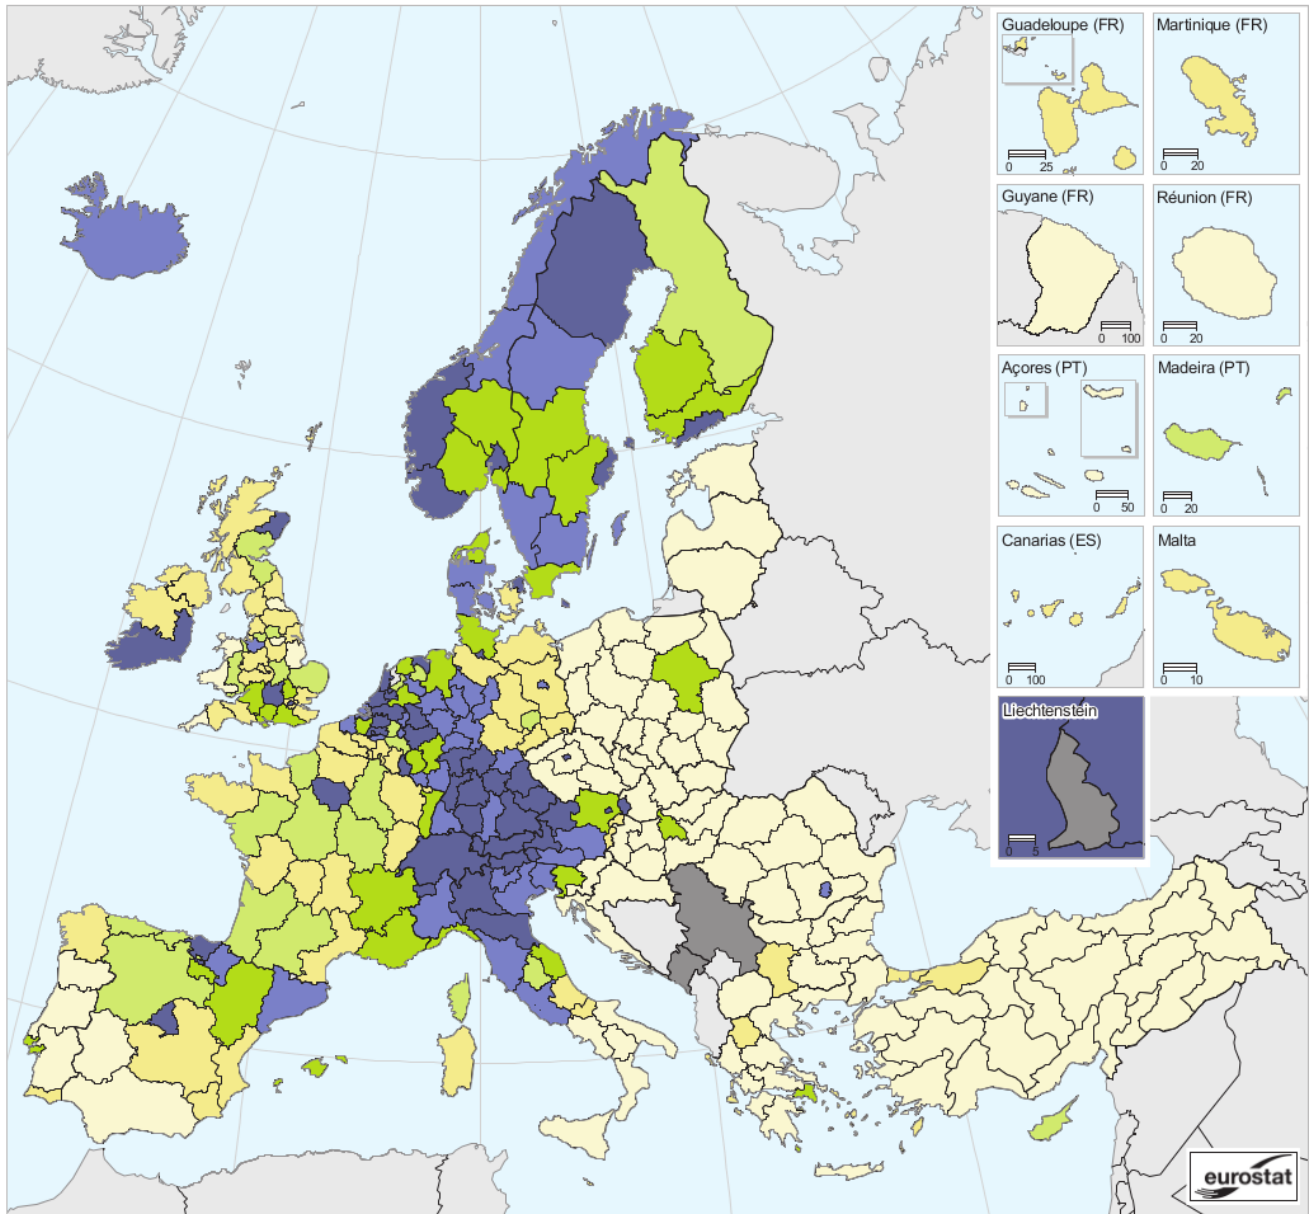 Guadeloupe (FR)
Martinique (FR)
0 25
0 20
Guyane (FR)
Réunion (FR)
0 100
0 20
Açores (PT)
Madeira (PT)
0 50
0 20
Canarias (ES)
Malta
0 100
0 10
Liechtenstein
0 5
eurostat